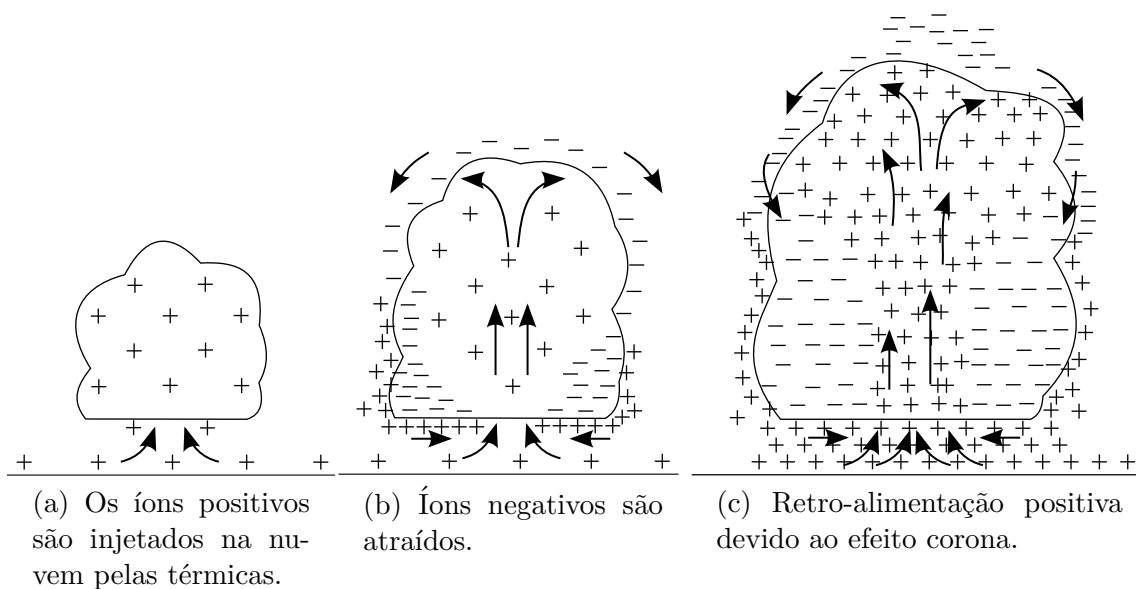 (a) Os íons positivos
são injetados na nu-
vem pelas térmicas.
(b) Íons negativos são
atraídos.
(c) Retro-alimentação positiva
devido ao efeito corona.